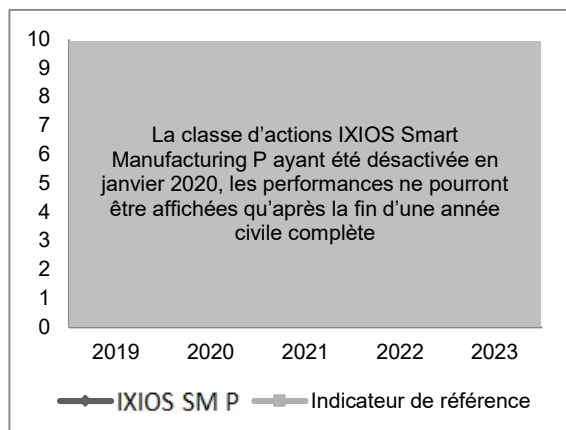 10
9
8
7
6
5
4
3
2
1
0
La classe d’actions IXIOS Smart
Manufacturing P ayant été désactivée en
janvier 2020, les performances ne pourront
être affichées qu’après la fin d’une année
civile complète
2019 2020 2021 2022 2023
IXIOS SM P Indicateur de référence